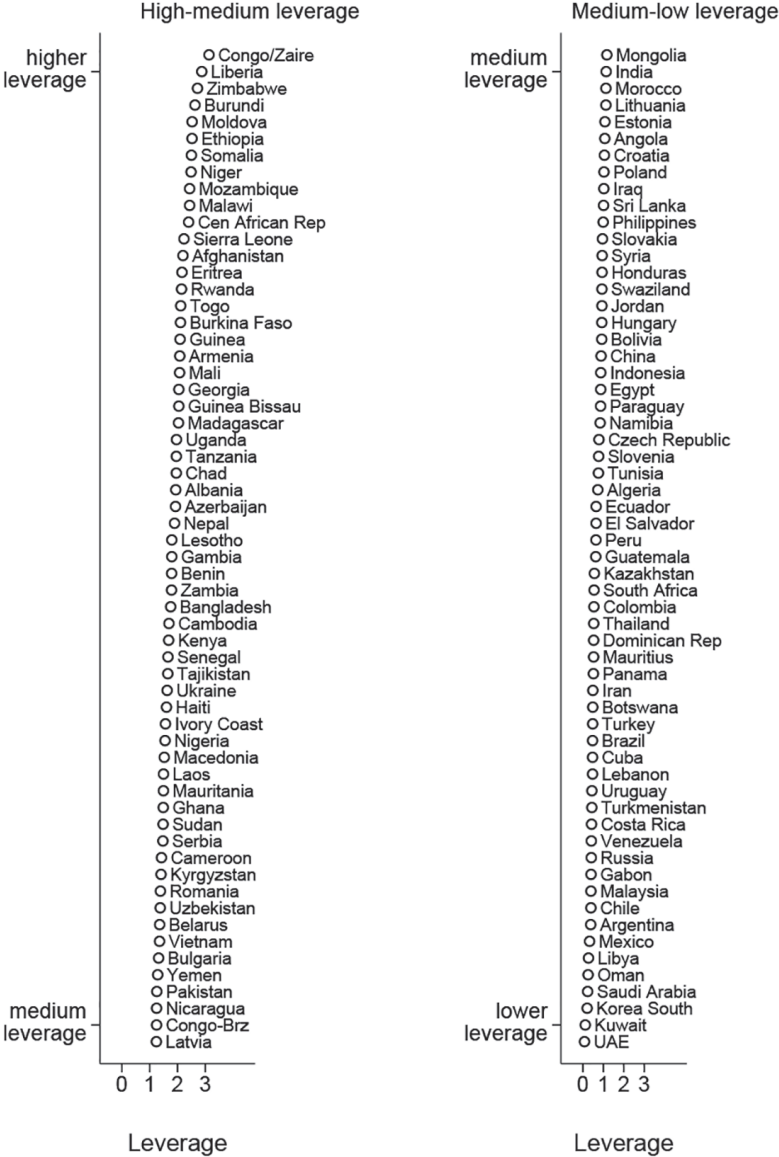 High-medium leverage
higher
leverage
Congo/Zaire
Liberia
Zimbabwe
Burundi
Moldova
Ethiopia
Somalia
Niger
Mozambique
Malawi
Cen African Rep
Sierra Leone
Afghanistan
Eritrea
Rwanda
Togo
Burkina Faso
Guinea
Armenia
Mali
Georgia
Guinea Bissau
Madagascar
Uganda
Tanzania
Chad
Albania
Azerbaijan
Nepal
Lesotho
Gambia
Benin
Zambia
Bangladesh
Cambodia
Kenya
Senegal
Tajikistan
Ukraine
Haiti
Ivory Coast
Nigeria
Macedonia
Laos
Mauritania
Ghana
Sudan
Serbia
Cameroon
Kyrgyzstan
Romania
Uzbekistan
Belarus
Vietnam
Bulgaria
Yemen
Pakistan
Nicaragua
Congo-Brz
Latvia
medium
leverage
0 1 2 3
Leverage
Medium-low leverage
medium
leverage
Mongolia
India
Morocco
Lithuania
Estonia
Angola
Croatia
Poland
Iraq
Sri Lanka
Philippines
Slovakia
Syria
Honduras
Swaziland
Jordan
Hungary
Bolivia
China
Indonesia
Egypt
Paraguay
Namibia
Czech Republic
Slovenia
Tunisia
Algeria
Ecuador
El Salvador
Peru
Guatemala
Kazakhstan
South Africa
Colombia
Thailand
Dominican Rep
Mauritius
Panama
Iran
Botswana
Turkey
Brazil
Cuba
Lebanon
Uruguay
Turkmenistan
Costa Rica
Venezuela
Russia
Gabon
Malaysia
Chile
Argentina
Mexico
Libya
Oman
Saudi Arabia
Korea South
Kuwait
UAE
lower
leverage
0 1 2 3
Leverage